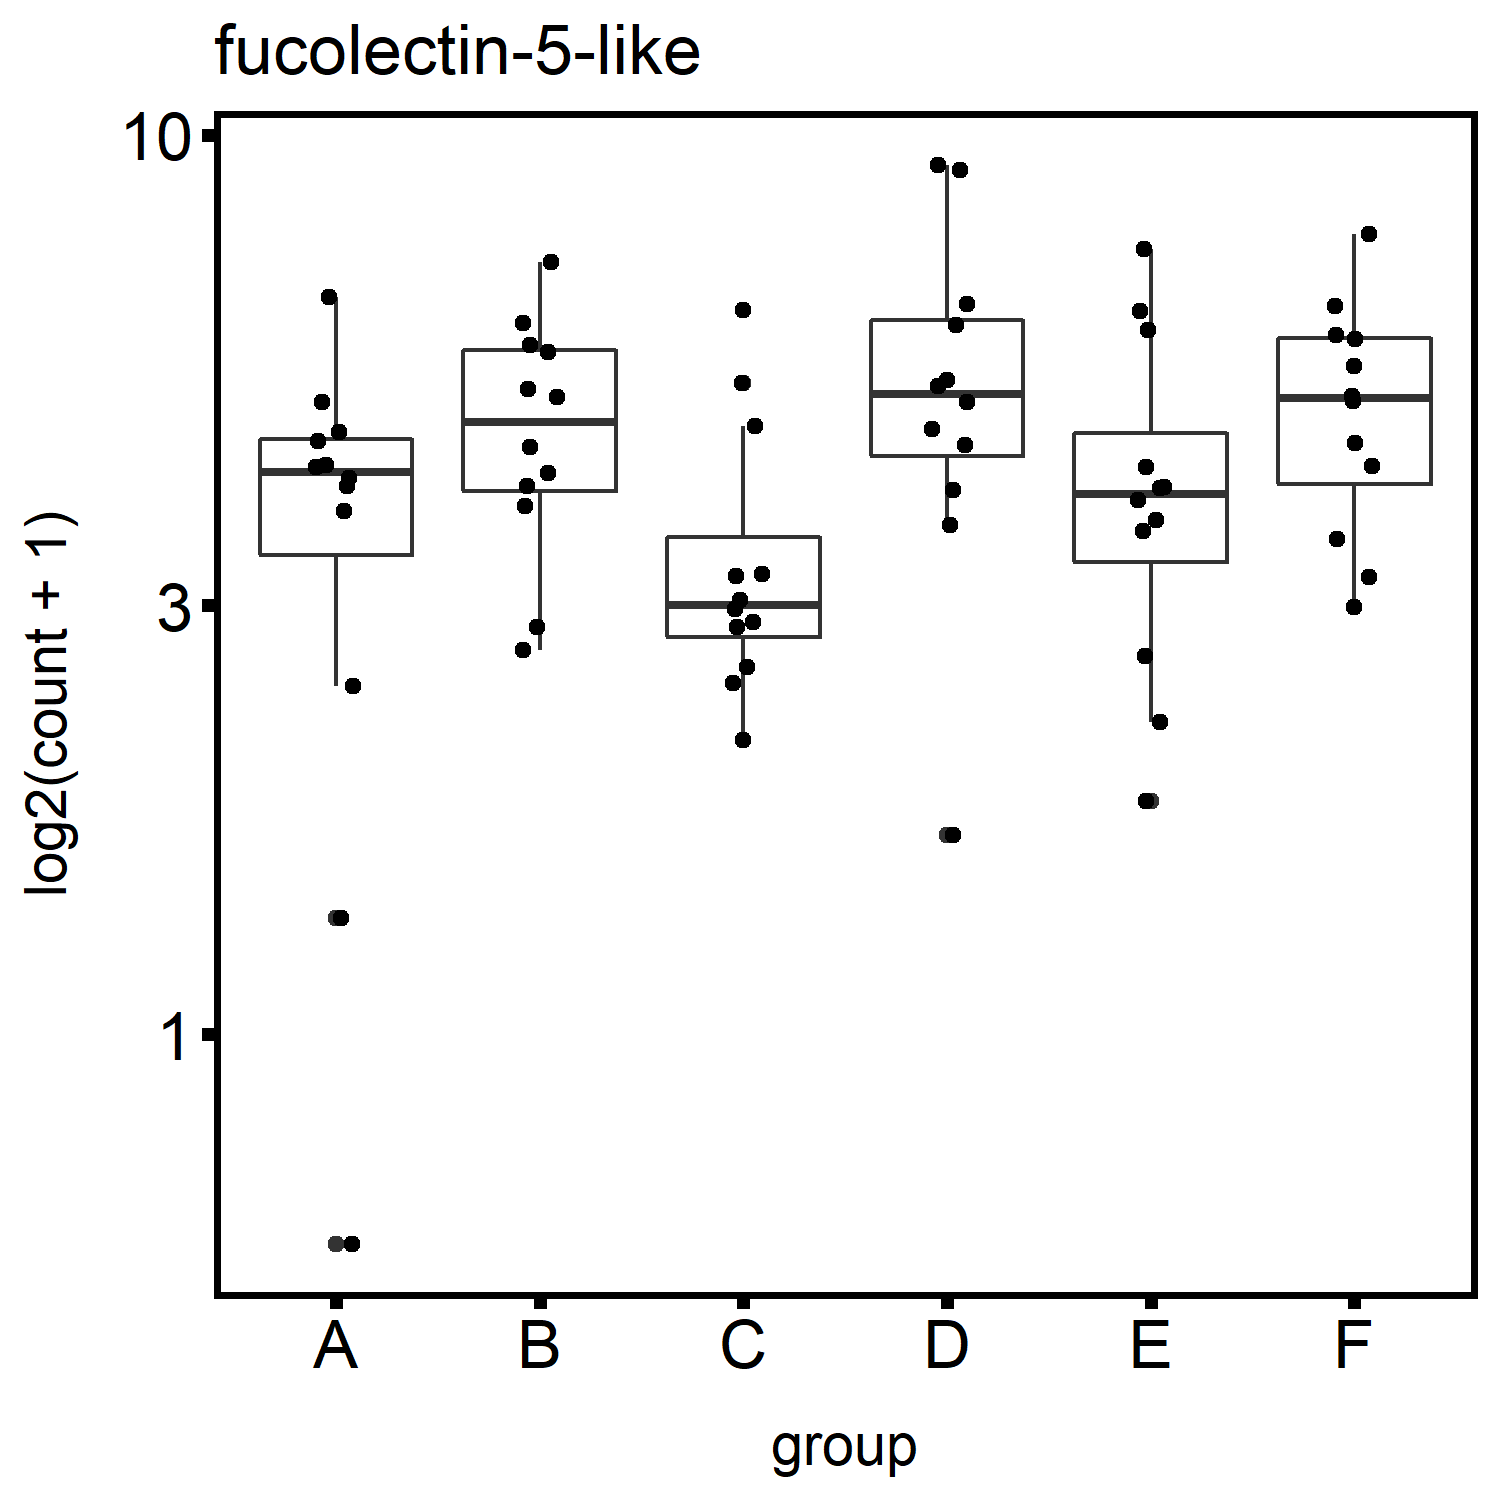 fucolectin-5-like
10
3
1
log2(count + 1)
A B C D E F
group